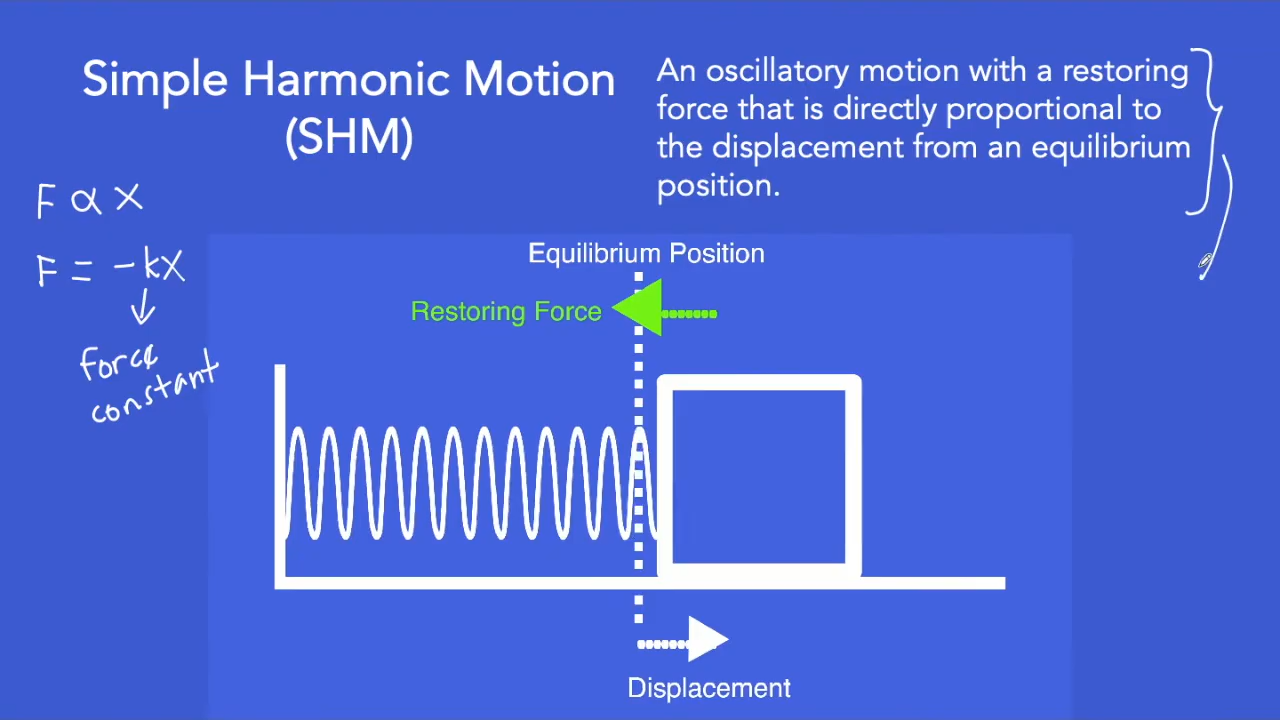 Simple Harmonic Motion
(SHM)
An oscillatory motion with a restoring
force that is directly proportional to
the displacement from an equilibrium
position.
F α X
F = -kX
force
constant
Equilibrium Position
Restoring Force
Displacement